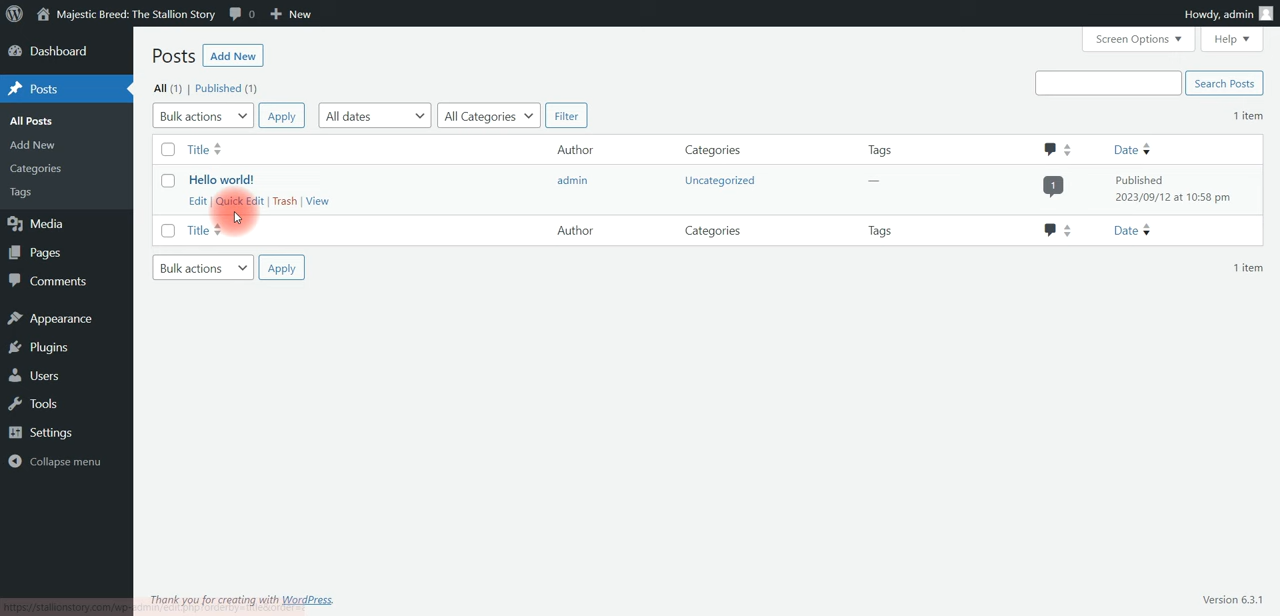 Majestic Breed: The Stallion Story 0 New Howdy, admin
Dashboard
Posts
All Posts
Add New
Categories
Tags
Media
Pages
Comments
Appearance
Plugins
Users
Tools
Settings
Collapse menu
Screen Options Help
Posts Add New
All (1) | Published (1)
Search Posts
Bulk actions Apply All dates All Categories Filter 1 item
Title Author Categories Tags Date
Hello world! admin Uncategorized — 1 Published
2023/09/12 at 10:58 pm
Edit | Quick Edit | Trash | View
Title Author Categories Tags Date
Bulk actions Apply 1 item
Thank you for creating with WordPress. Version 6.3.1